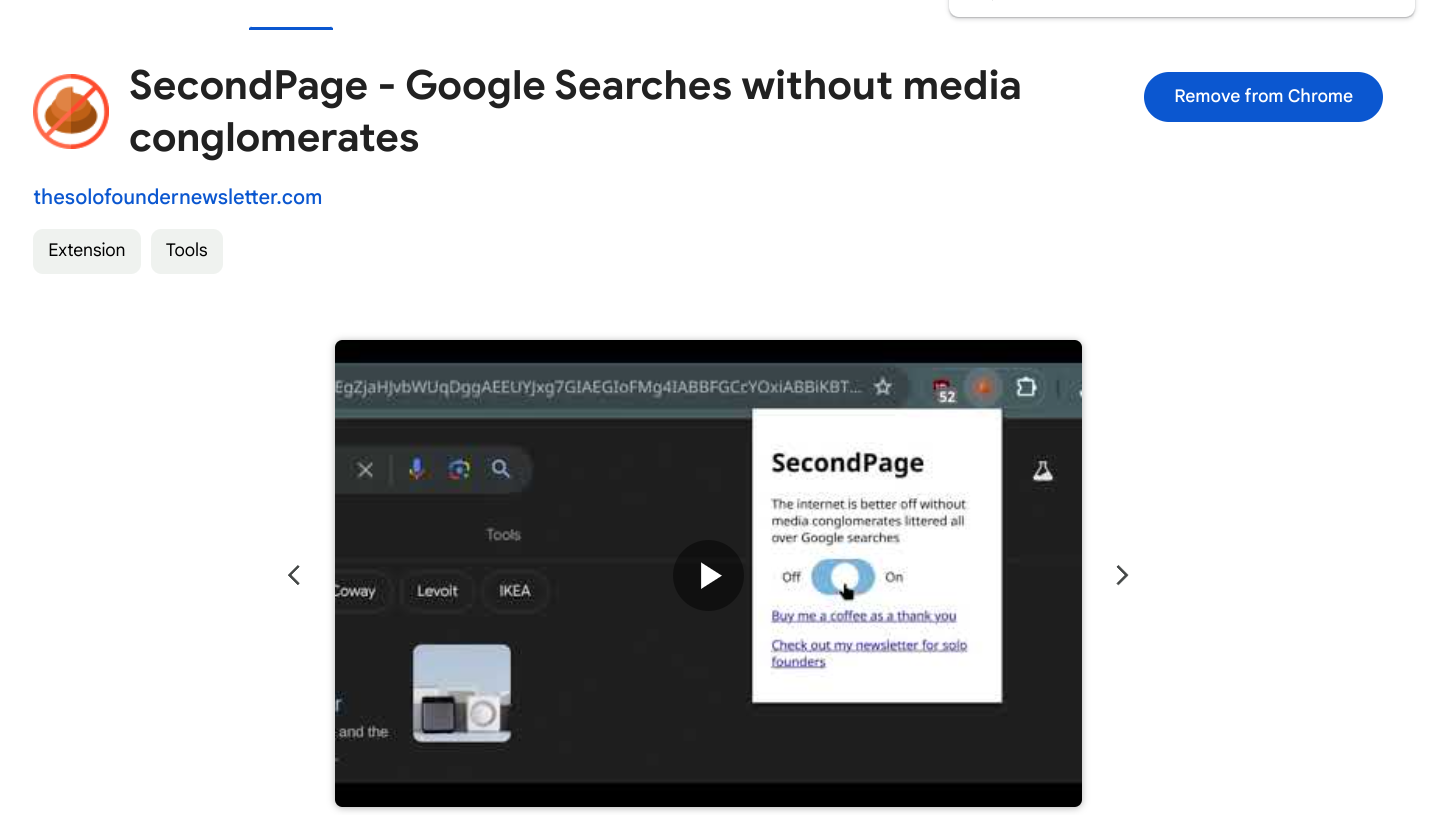 SecondPage - Google Searches without media
conglomerates
Remove from Chrome
thesolofoundernewsletter.com
Extension
Tools
52
SecondPage
The internet is better off without
media conglomerates littered all
over Google searches
Off
On
Buy me a coffee as a thank you
Check out my newsletter for solo
founders
Tools
Coway
Levoit
IKEA
and the